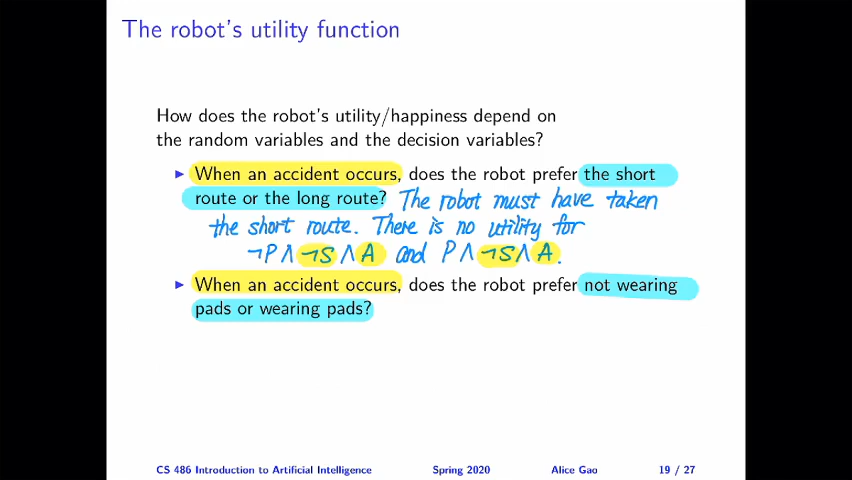 The robot's utility function
How does the robot's utility/happiness depend on
the random variables and the decision variables?
▶ When an accident occurs, does the robot prefer the short
route or the long route? The robot must have taken
the short route. There is no utility for
¬P ∧ ¬S ∧ A and P ∧ ¬S ∧ A.
▶ When an accident occurs, does the robot prefer not wearing
pads or wearing pads?
CS 486 Introduction to Artificial Intelligence Spring 2020 Alice Gao 19 / 27